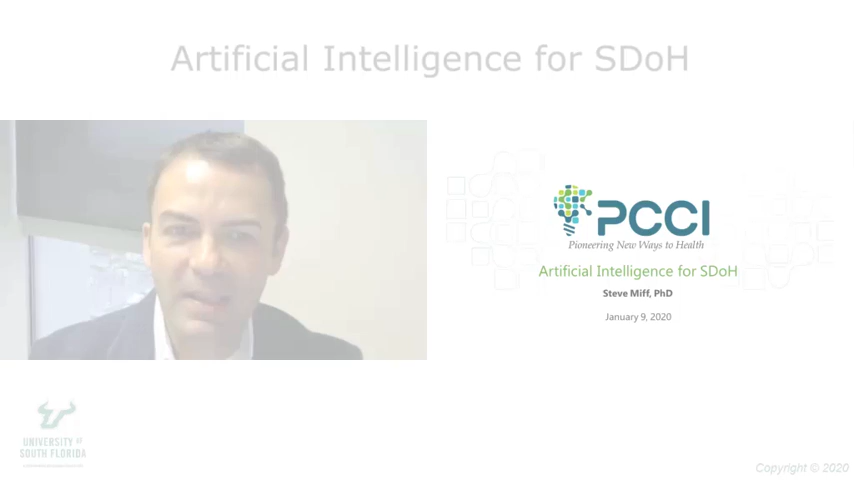 Artificial Intelligence for SDoH
PCCI
Pioneering New Ways to Health
Artificial Intelligence for SDoH
Steve Miff, PhD
January 9, 2020
UNIVERSITY of
SOUTH FLORIDA
Copyright © 2020